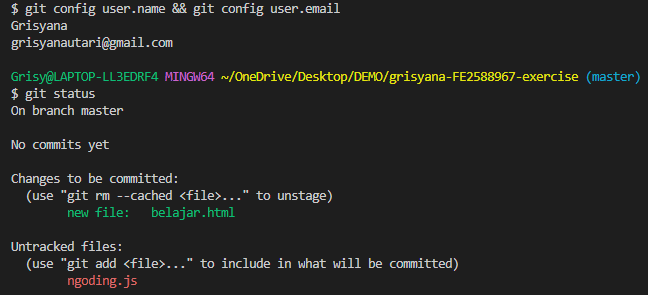 $ git config user.name && git config user.email
Grisyana
grisyanautari@gmail.com
Grisy@LAPTOP-LL3EDRF4 MINGW64 ~/OneDrive/Desktop/DEMO/grisyana-FE2588967-exercise (master)
$ git status
On branch master
No commits yet
Changes to be committed:
(use "git rm --cached <file>..." to unstage)
new file:   belajar.html
Untracked files:
(use "git add <file>..." to include in what will be committed)
ngoding.js